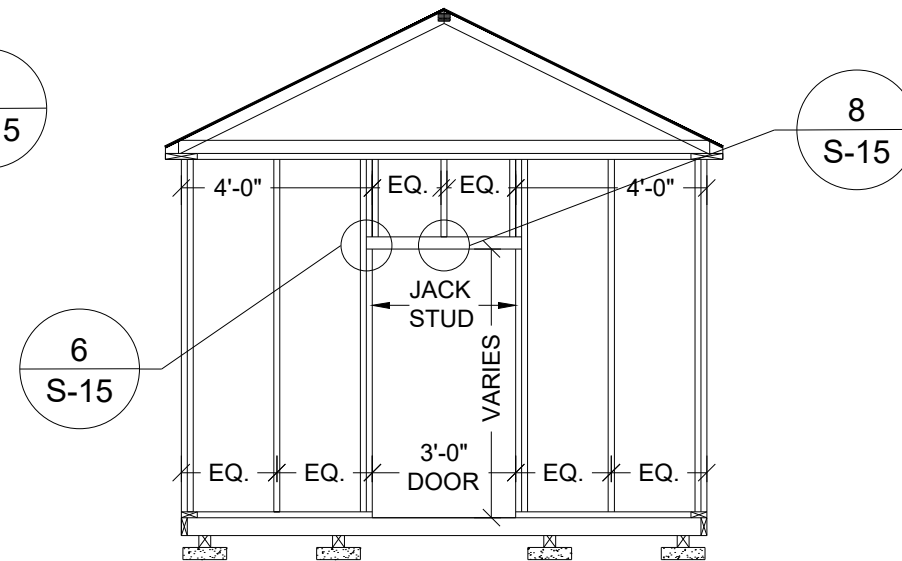 5
8
S-15
4'-0"
EQ.
EQ.
4'-0"
JACK
STUD
VARIES
6
S-15
EQ.
EQ.
3'-0"
DOOR
EQ.
EQ.